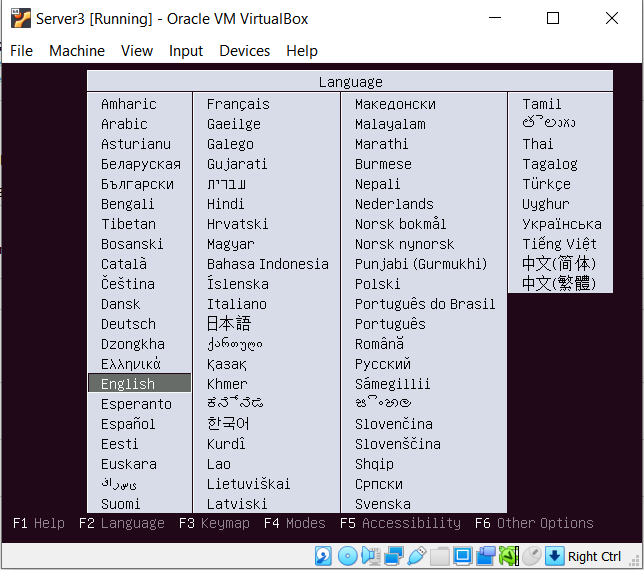 Server3 [Running] - Oracle VM VirtualBox
File Machine View Input Devices Help
Language
Amharic
Arabic
Asturianu
Беларуская
Български
Bengali
Tibetan
Bosanski
Català
Čeština
Dansk
Deutsch
Dzongkha
Ελληνικά
English
Esperanto
Español
Eesti
Euskara
ﻓﺎﺭﺳﯽ
Suomi
Français
Gaeilge
Galego
Gujarati
עברית
Hindi
Hrvatski
Magyar
Bahasa Indonesia
Íslenska
Italiano
日本語
ქართული
Қазақ
Khmer
ಕನ್ನಡ
한국어
Kurdî
Lao
Lietuviškai
Latviski
Македонски
Malayalam
Marathi
Burmese
Nepali
Nederlands
Norsk bokmål
Norsk nynorsk
Punjabi (Gurmukhi)
Polski
Português do Brasil
Português
Română
Русский
Sámegillii
සිංහල
Slovenčina
Slovenščina
Shqip
Српски
Svenska
Tamil
తెలుగు
Thai
Tagalog
Türkçe
Uyghur
Українська
Tiếng Việt
中文(简体)
中文(繁體)
F1 Help F2 Language F3 Keymap F4 Modes F5 Accessibility F6 Other Options
Right Ctrl